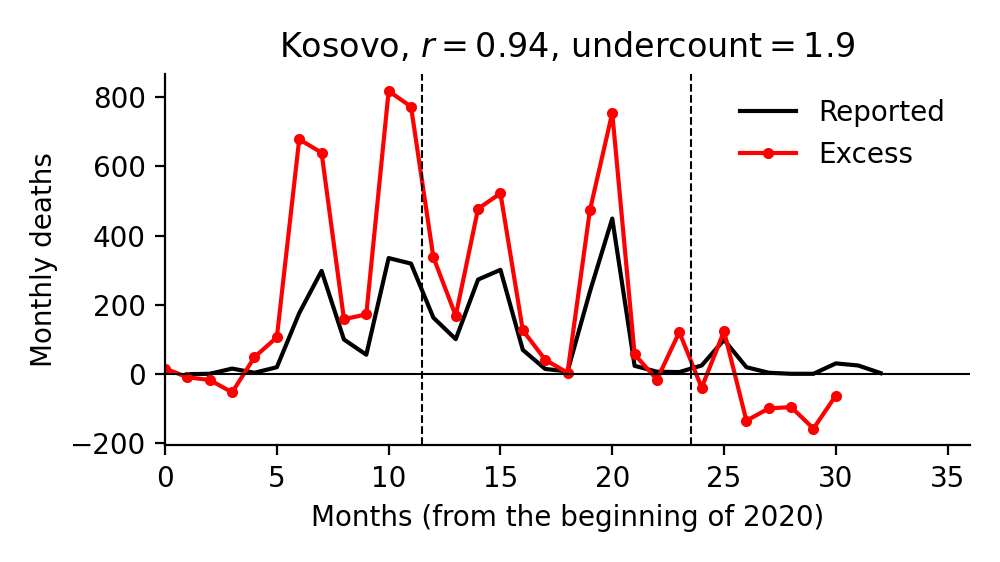 Kosovo, r = 0.94, undercount = 1.9
Reported
Excess
Monthly deaths
800
600
400
200
0
−200
0 5 10 15 20 25 30 35
Months (from the beginning of 2020)